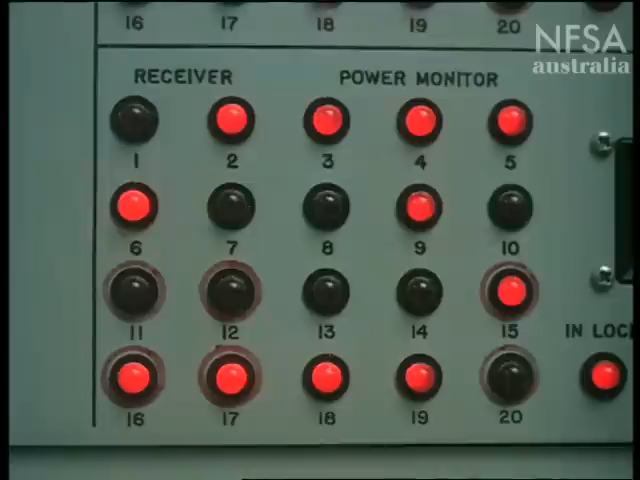 16 17 18 19 20
NFSA
australia
RECEIVER POWER MONITOR
1 2 3 4 5
6 7 8 9 10
11 12 13 14 15
IN LOC
16 17 18 19 20